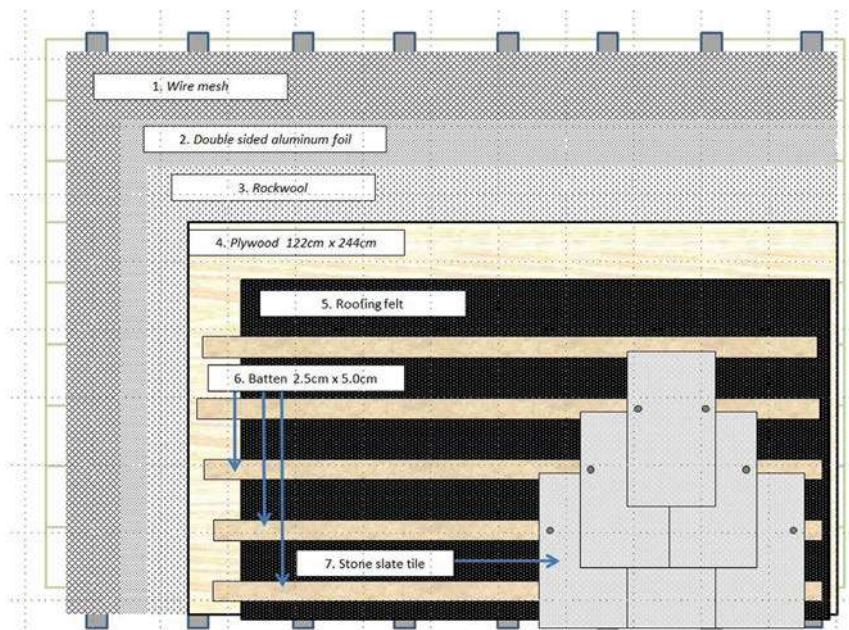 1. Wire mesh
2. Double sided aluminum foil
3. Rockwool
4. Plywood 122cm x 244cm
5. Roofing felt
6. Batten 2.5cm x 5.0cm
7. Stone slate tile